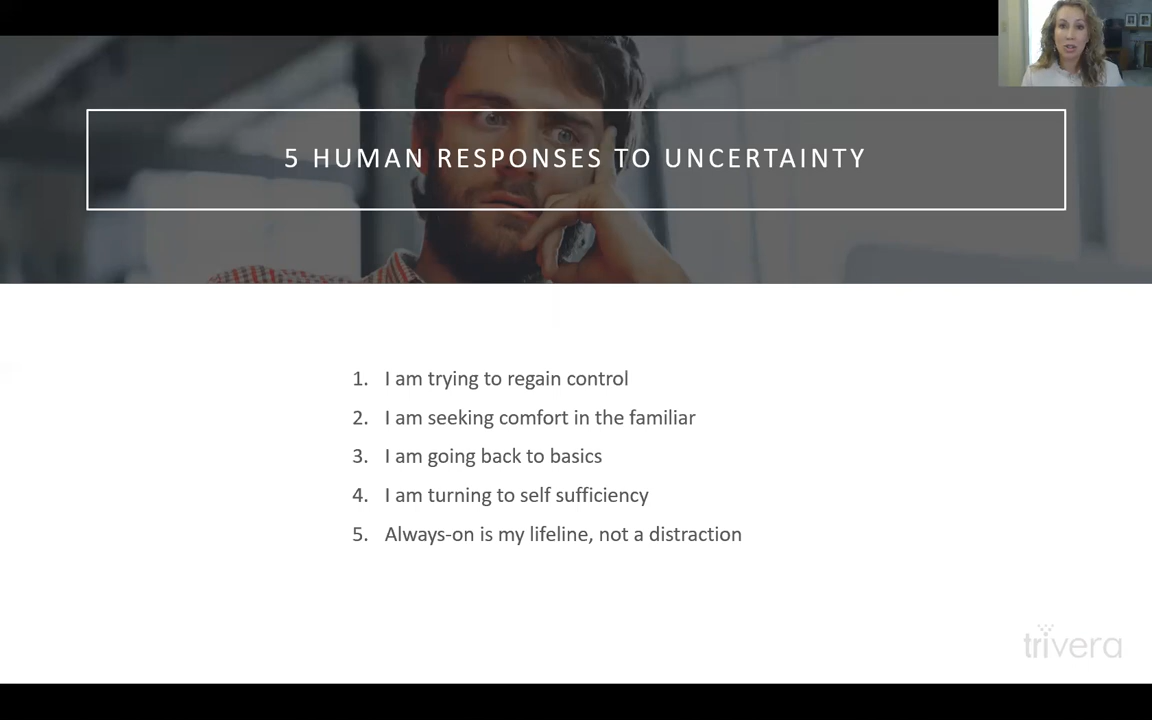 5 HUMAN RESPONSES TO UNCERTAINTY
1. I am trying to regain control
2. I am seeking comfort in the familiar
3. I am going back to basics
4. I am turning to self sufficiency
5. Always-on is my lifeline, not a distraction
trivera